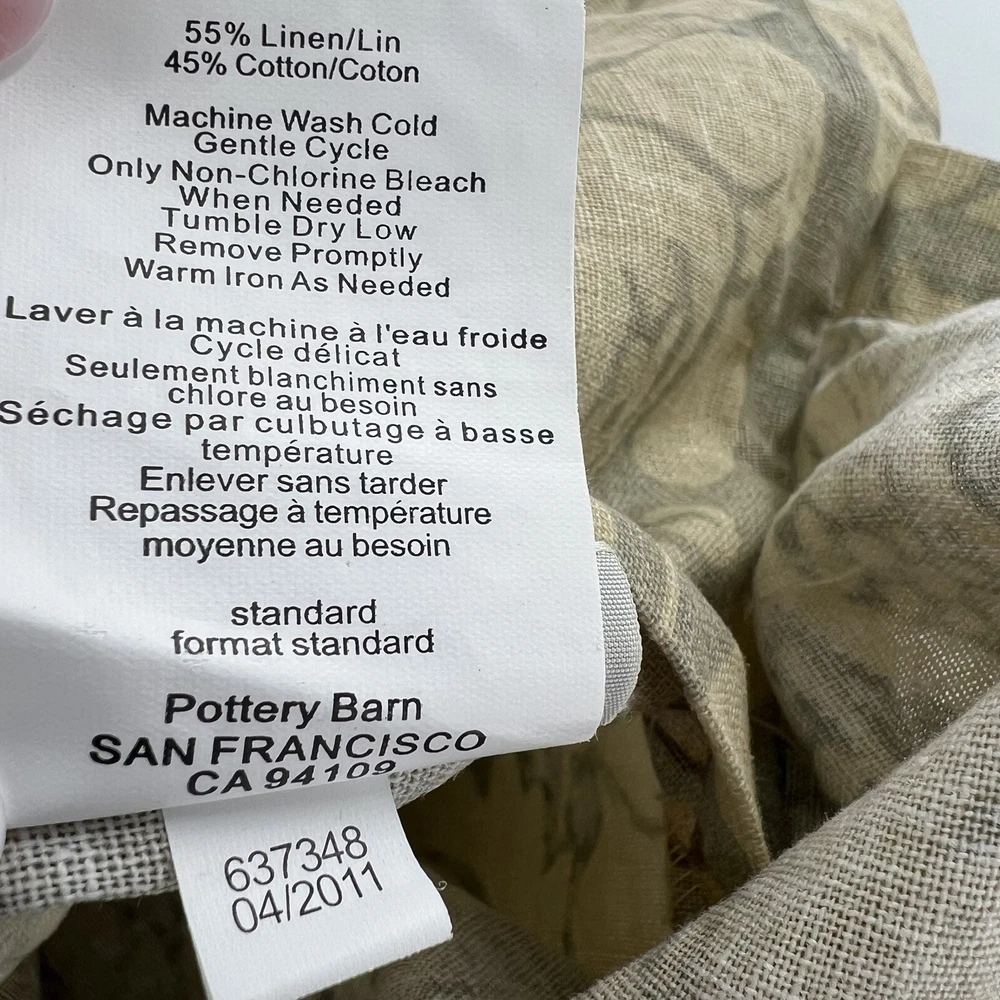 55% Linen/Lin
45% Cotton/Coton
Machine Wash Cold
Gentle Cycle
Only Non-Chlorine Bleach
When Needed
Tumble Dry Low
Remove Promptly
Warm Iron As Needed
Laver à la machine à l'eau froide
Cycle délicat
Seulement blanchiment sans
chlore au besoin
Séchage par culbutage à basse
température
Enlever sans tarder
Repassage à température
moyenne au besoin
standard
format standard
Pottery Barn
SAN FRANCISCO
CA 94109
637348
04/2011